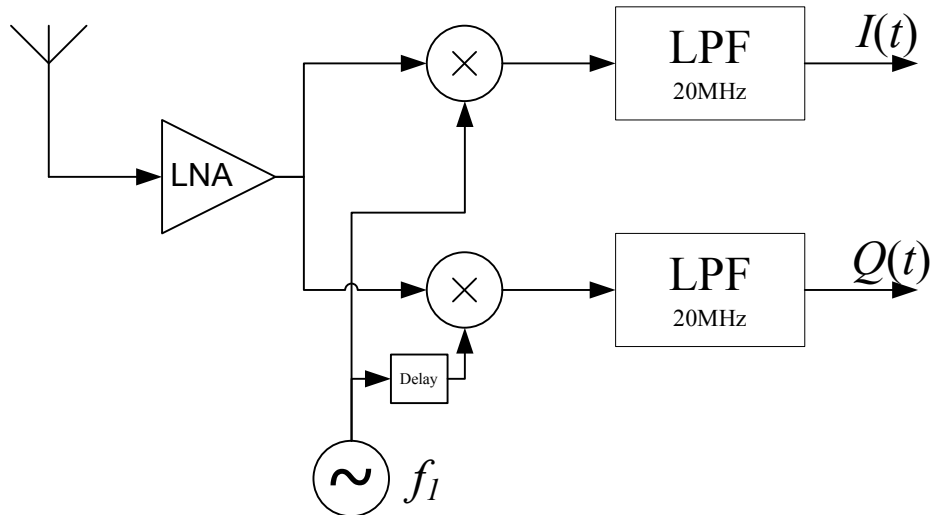 LPF
20MHz
I(t)
LNA
LPF
20MHz
Q(t)
Delay
~
f1